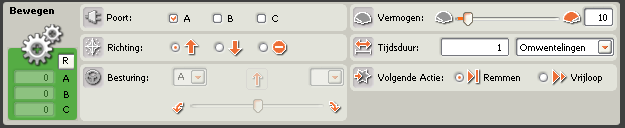 Bewegen
R
0 A
0 B
0 C
Poort: A B C
Richting:
Besturing: A
Vermogen: 10
Tijdsduur: 1 Omwentelingen
Volgende Actie: Remmen Vrijloop